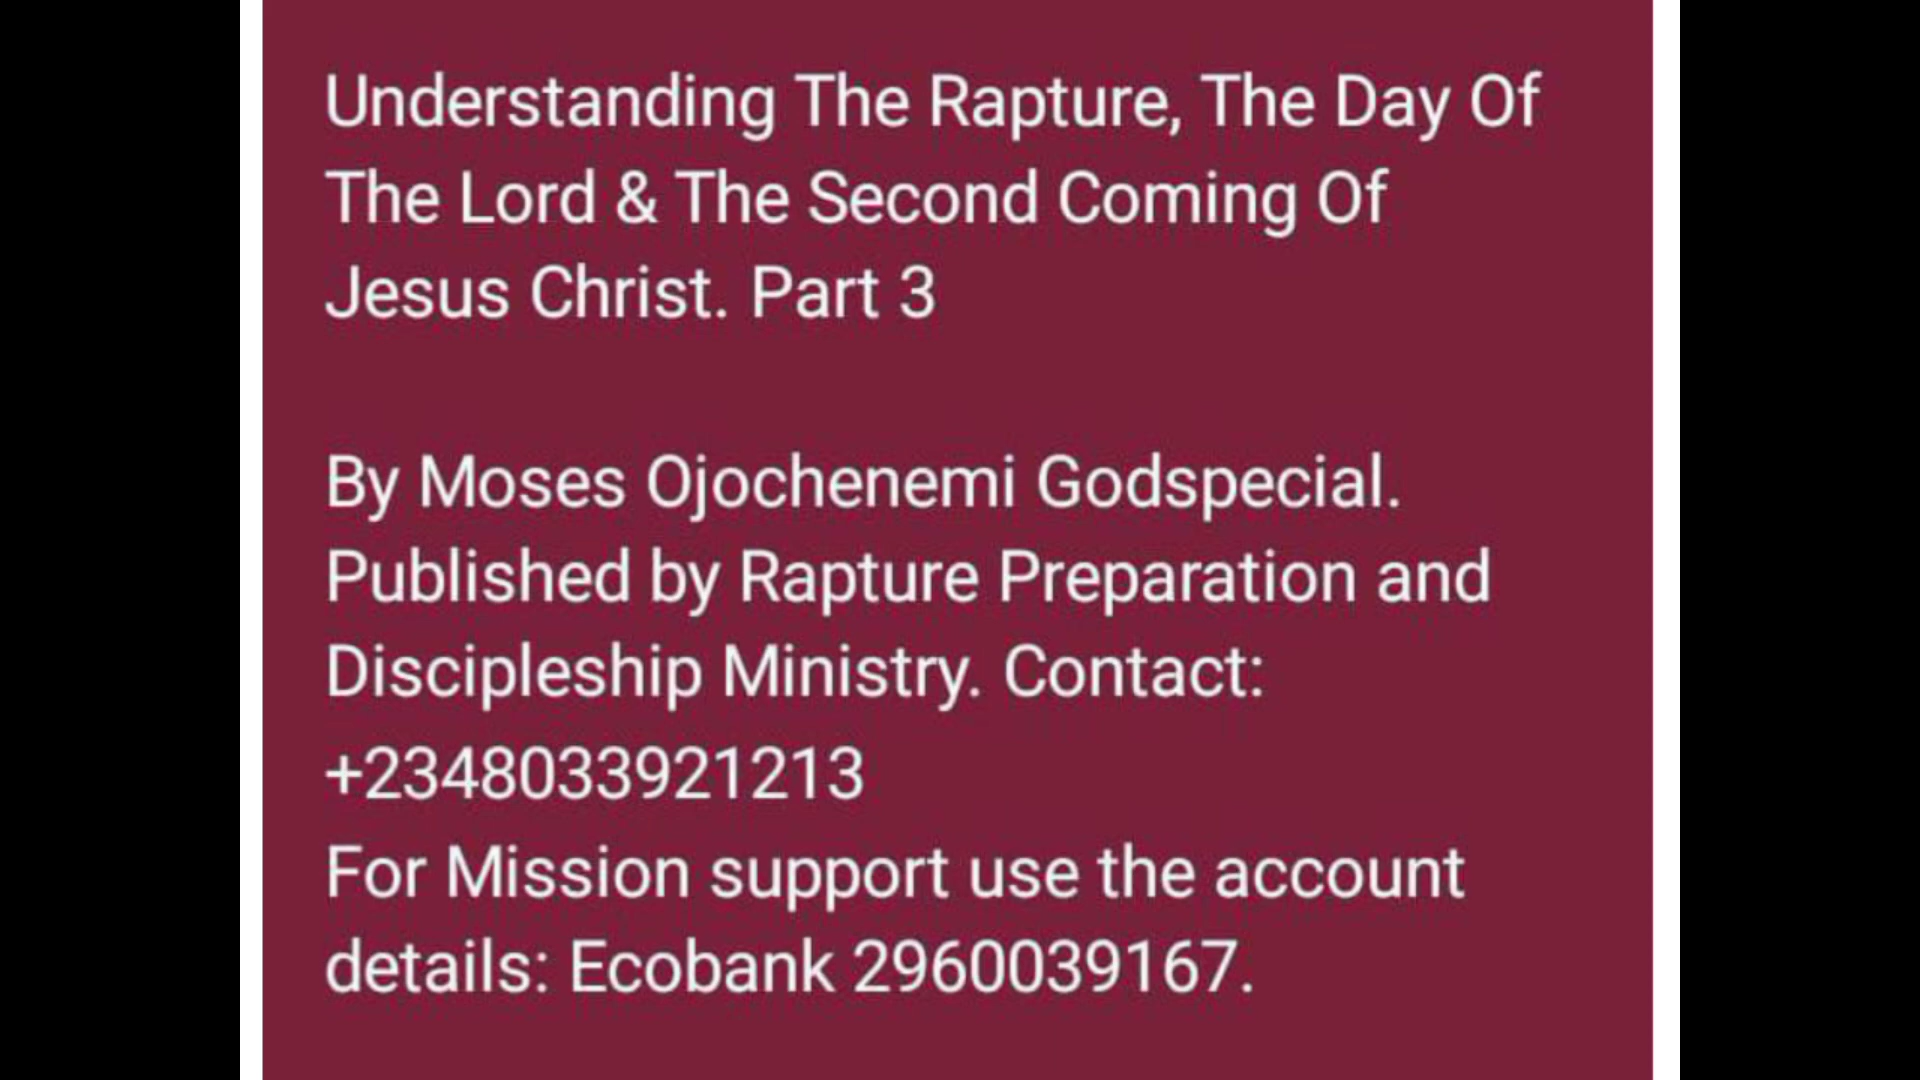 Understanding The Rapture, The Day Of
The Lord & The Second Coming Of
Jesus Christ. Part 3
By Moses Ojochenemi Godspecial.
Published by Rapture Preparation and
Discipleship Ministry. Contact:
+2348033921213
For Mission support use the account
details: Ecobank 2960039167.